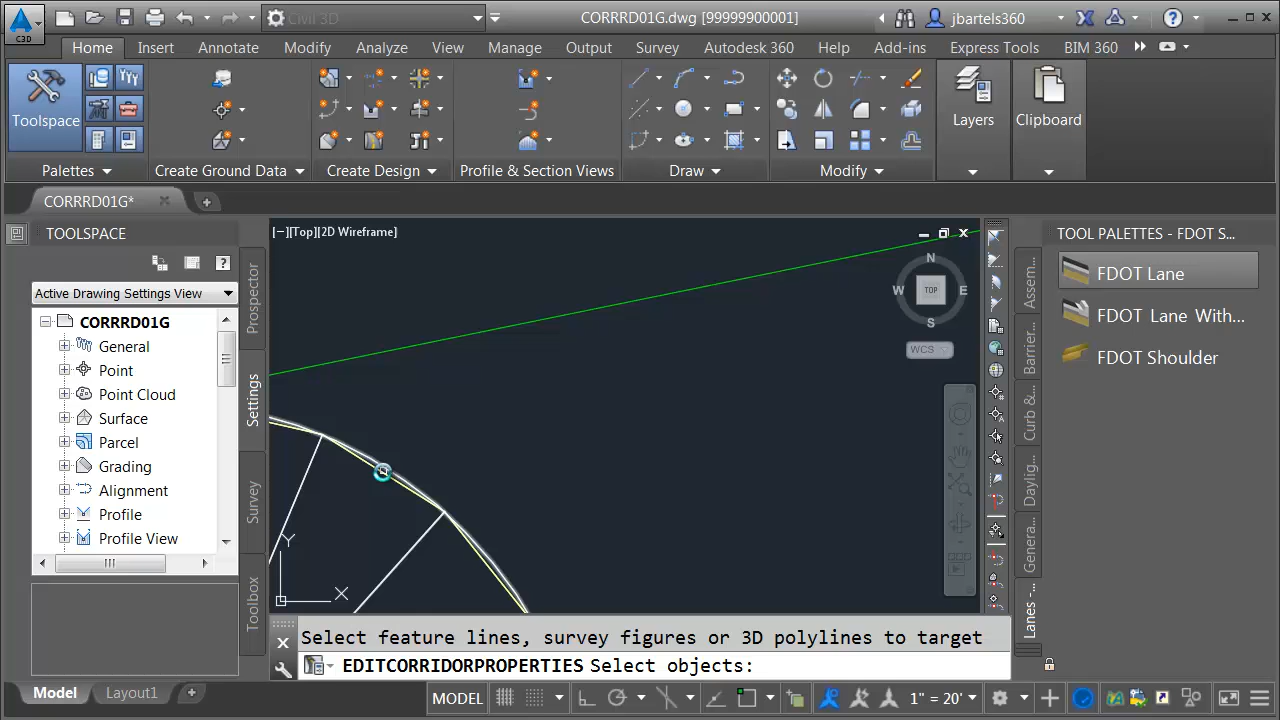 Civil 3D
CORRRD01G.dwg [99999900001]
jbartels360
C3D
Home
Insert
Annotate
Modify
Analyze
View
Manage
Output
Survey
Autodesk 360
Help
Add-ins
Express Tools
BIM 360
Toolspace
Layers
Clipboard
Palettes
Create Ground Data
Create Design
Profile & Section Views
Draw
Modify
CORRRD01G*
TOOLSPACE
Active Drawing Settings View
CORRRD01G
General
Point
Point Cloud
Surface
Parcel
Grading
Alignment
Profile
Profile View
Prospector
Settings
Survey
Toolbox
[−][Top][2D Wireframe]
N
W
TOP
E
S
WCS
Y
X
TOOL PALETTES - FDOT S...
FDOT Lane
FDOT Lane With...
FDOT Shoulder
Assem...
Barrier...
Curb & ...
Daylig...
Genera...
Lanes -...
Select feature lines, survey figures or 3D polylines to target
EDITCORRIDORPROPERTIES Select objects:
Model
Layout1
MODEL
1" = 20'